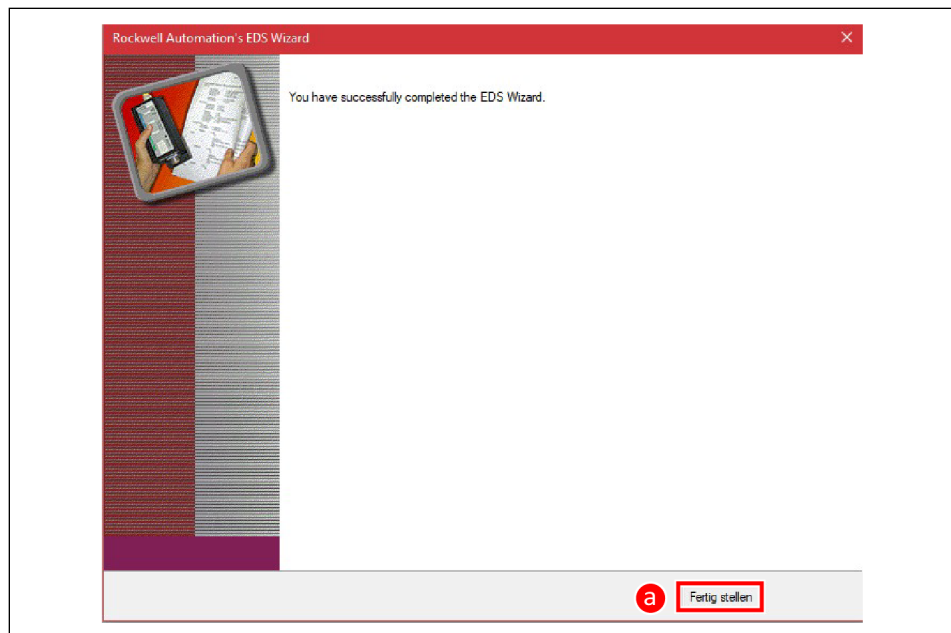 Rockwell Automation's EDS Wizard
You have successfully completed the EDS Wizard.
a
Fertig stellen